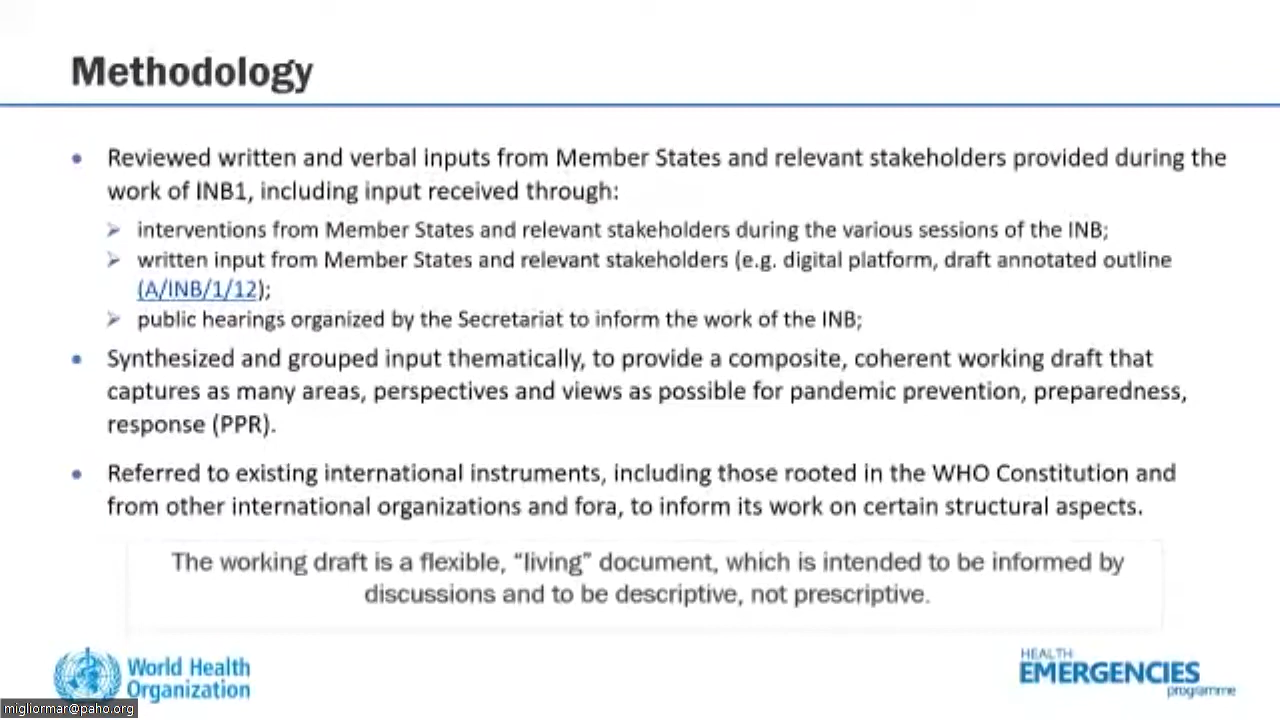 Methodology
Reviewed written and verbal inputs from Member States and relevant stakeholders provided during the
work of INB1, including input received through:
interventions from Member States and relevant stakeholders during the various sessions of the INB;
written input from Member States and relevant stakeholders (e.g. digital platform, draft annotated outline
(A/INB/1/12);
public hearings organized by the Secretariat to inform the work of the INB;
Synthesized and grouped input thematically, to provide a composite, coherent working draft that
captures as many areas, perspectives and views as possible for pandemic prevention, preparedness,
response (PPR).
Referred to existing international instruments, including those rooted in the WHO Constitution and
from other international organizations and fora, to inform its work on certain structural aspects.
The working draft is a flexible, “living” document, which is intended to be informed by
discussions and to be descriptive, not prescriptive.
World Health
Organization
HEALTH
EMERGENCIES
programme
migliormar@paho.org